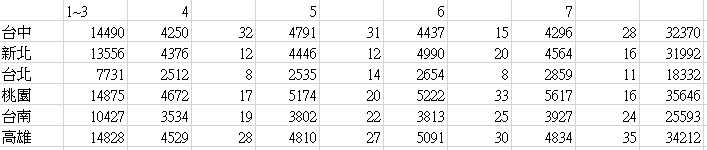 1~3 4 5 6 7
台中 14490 4250 32 4791 31 4437 15 4296 28 32370
新北 13556 4376 12 4446 12 4990 20 4564 16 31992
台北 7731 2512 8 2535 14 2654 8 2859 11 18332
桃園 14875 4672 17 5174 20 5222 33 5617 16 35646
台南 10427 3534 19 3802 22 3813 25 3927 24 25593
高雄 14828 4529 28 4810 27 5091 30 4834 35 34212